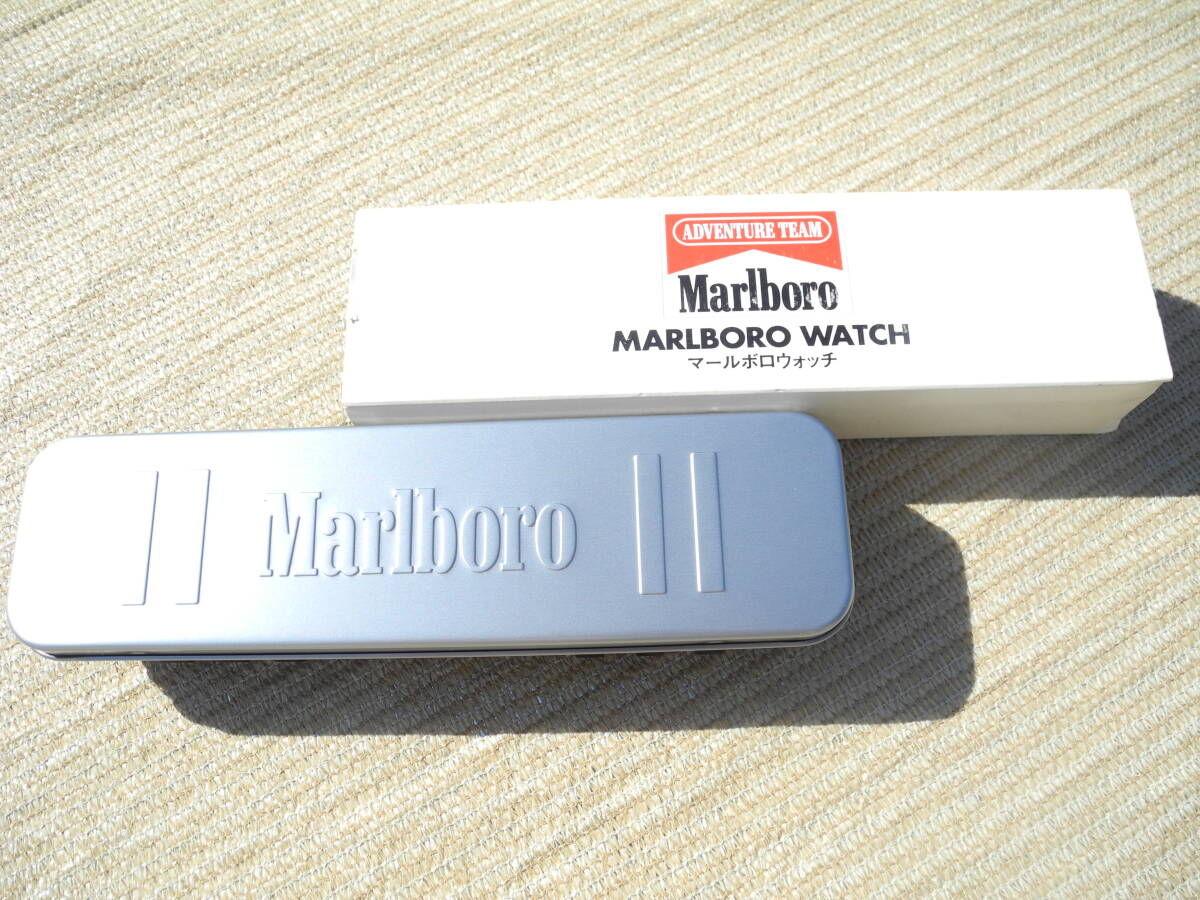 ADVENTURE TEAM
Marlboro
MARLBORO WATCH
マールボロウォッチ
Marlboro